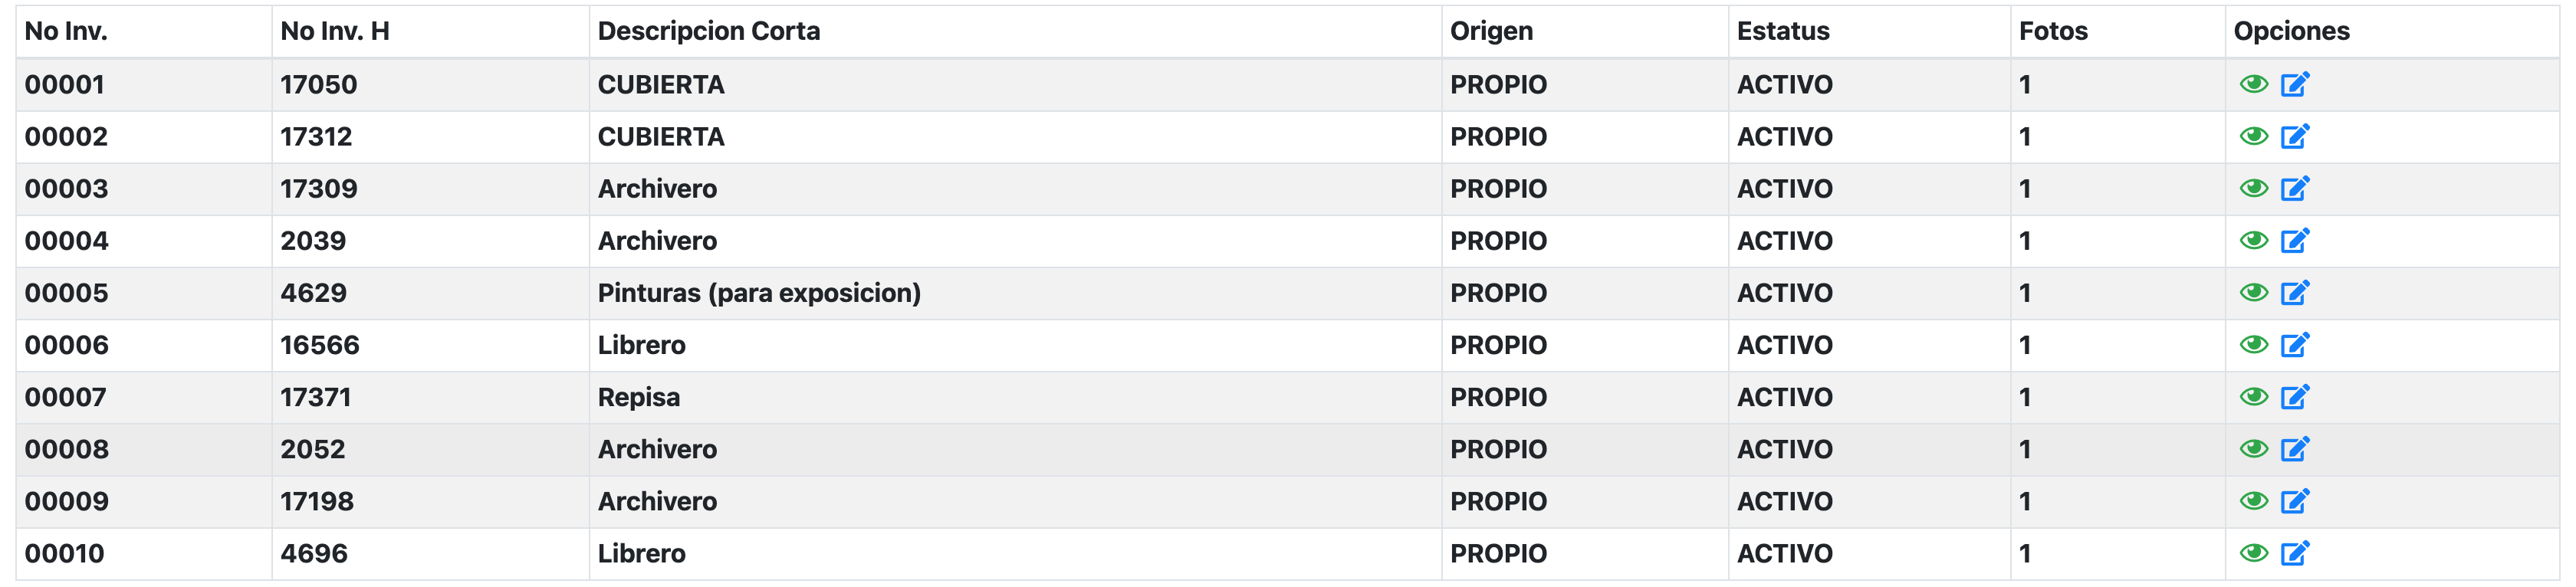 No Inv. No Inv. H Descripcion Corta Origen Estatus Fotos Opciones
00001 17050 CUBIERTA PROPIO ACTIVO 1
00002 17312 CUBIERTA PROPIO ACTIVO 1
00003 17309 Archivero PROPIO ACTIVO 1
00004 2039 Archivero PROPIO ACTIVO 1
00005 4629 Pinturas (para exposicion) PROPIO ACTIVO 1
00006 16566 Librero PROPIO ACTIVO 1
00007 17371 Repisa PROPIO ACTIVO 1
00008 2052 Archivero PROPIO ACTIVO 1
00009 17198 Archivero PROPIO ACTIVO 1
00010 4696 Librero PROPIO ACTIVO 1